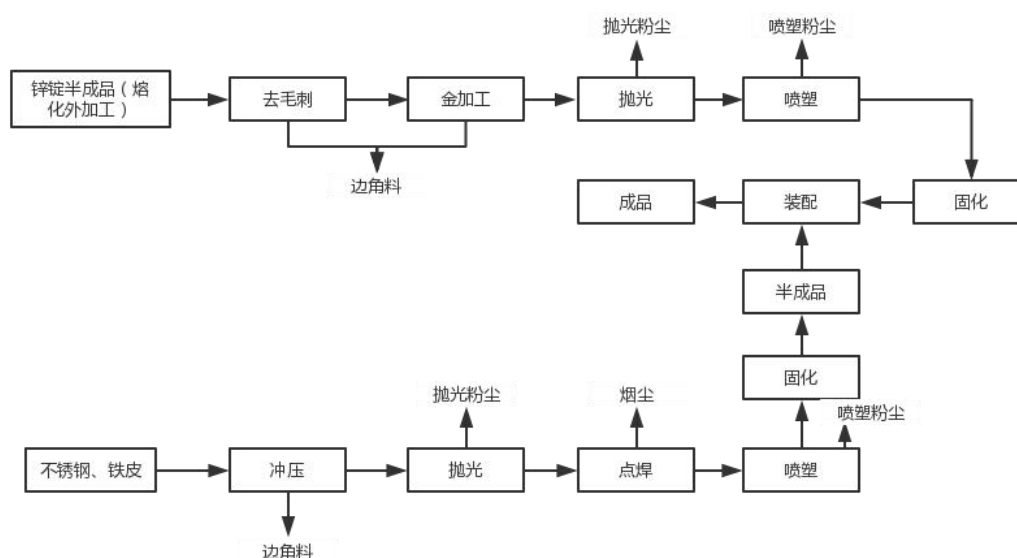 抛光粉尘
喷塑粉尘
锌锭半成品（熔
化外加工）
去毛刺
金加工
抛光
喷塑
边角料
成品
装配
固化
半成品
固化
抛光粉尘
烟尘
喷塑粉尘
不锈钢、铁皮
冲压
抛光
点焊
喷塑
边角料